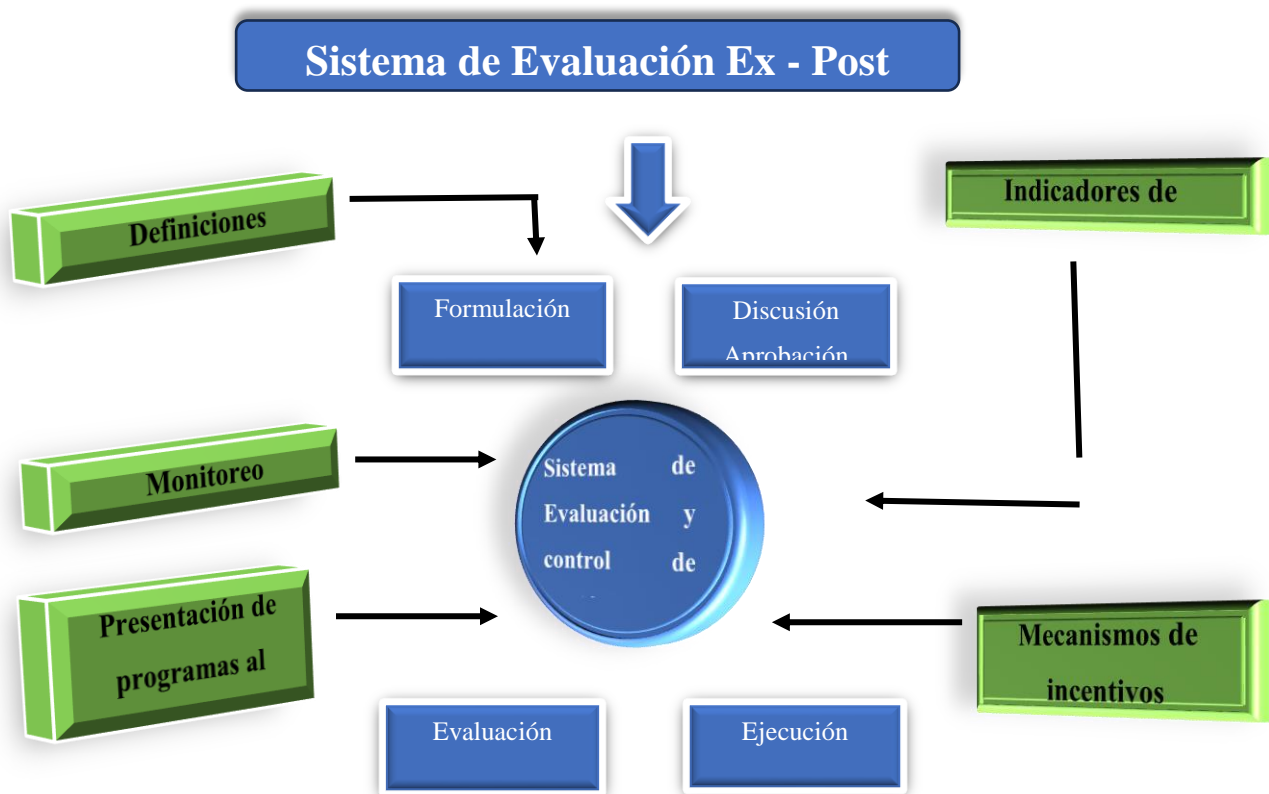 Sistema de Evaluación Ex - Post
Definiciones
Indicadores de
Formulación
Discusión
Aprobación
Monitoreo
Sistema de
Evaluación y
control de
Presentación de
programas al
Mecanismos de
incentivos
Evaluación
Ejecución